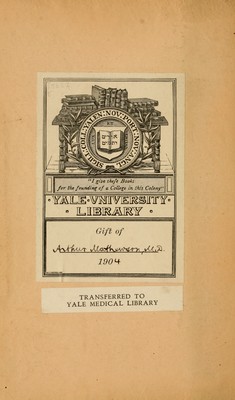 SIGILL·COLL·YALEN·NOV·PORT·NOV·ANGL
"I give these Books
for the founding of a College in this Colony"
·YALE·VNIVERSITY·
·LIBRARY·
Gift of
Arthur Mathewson, M.D.
1904
TRANSFERRED TO
YALE MEDICAL LIBRARY